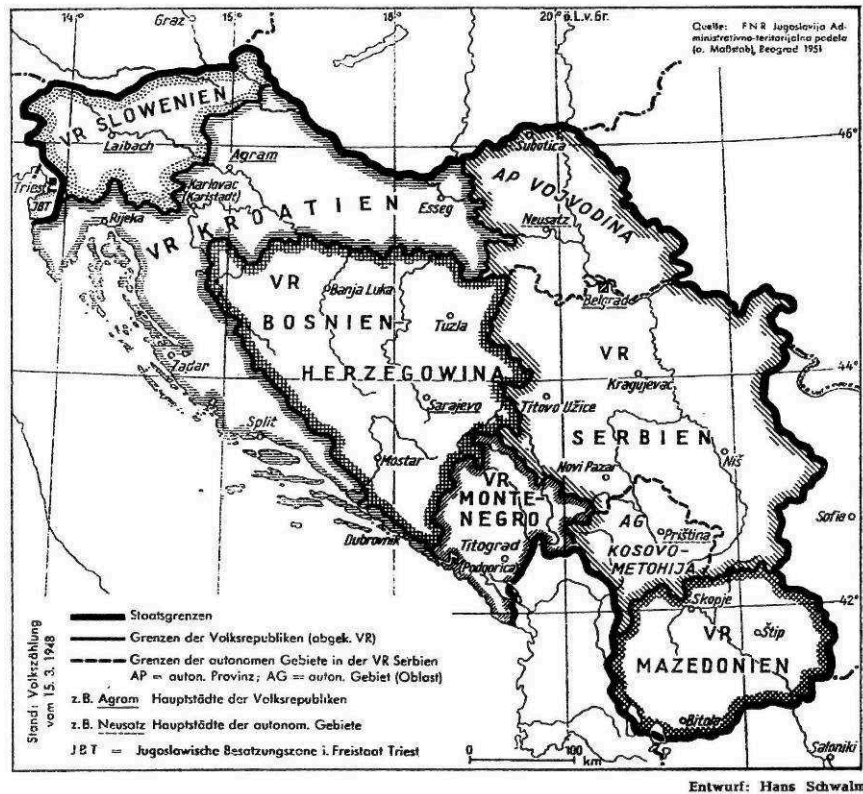 14°
Graz
16°
18°
20° ö.L.v.Gr.
Quelle: FNR Jugoslavija Ad-
ministrativno-teritorijalna podela
(o. Maßstab), Beograd 1951
VR SLOWENIEN
Laibach
Agram
Subotica
46°
Triest
JBT
Karlovac
(Karlstadt)
Rijeka
VR KROATIEN
Esseg
AP VOJVODINA
Neusatz
VR
Banja Luka
Belgrad
BOSNIEN
Tuzla
VR
HERZEGOWINA
44°
Zadar
Kragujevac
Sarajevo
Titovo Užice
Split
SERBIEN
Mostar
Novi Pazar
Niš
VR
MONTE-
NEGRO
AG
Priština
Sofia
Dubrovnik
Titograd
(Podgorica)
KOSOVO-
METOHIJA
42°
Skopje
VR
Štip
MAZEDONIEN
Bitola
Saloniki
Stand: Volkszählung
vom 15. 3. 1948
Staatsgrenzen
Grenzen der Volksrepubliken (abgek. VR)
Grenzen der autonomen Gebiete in der VR Serbien
AP = auton. Provinz; AG = auton. Gebiet (Oblast)
z.B. Agram Hauptstädte der Volksrepubliken
z.B. Neusatz Hauptstädte der autonom. Gebiete
JBT = Jugoslawische Besatzungszone i. Freistaat Triest
0 100
km
Entwurf: Hans Schwalm